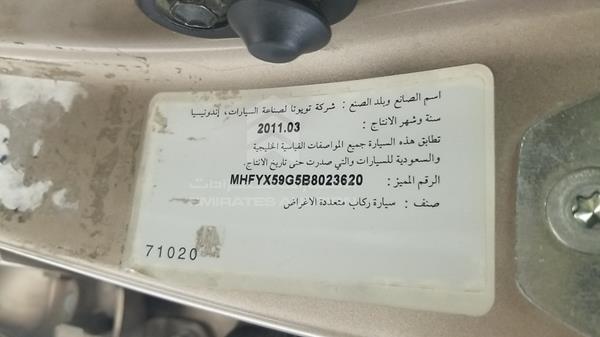 اسم الصانع وبلد الصنع : شركة تويوتا لصناعة السيارات، إندونيسيا
سنة وشهر الانتاج : 2011.03
تطابق هذه السيارة جميع المواصفات القياسية الخليجية
والسعودية للسيارات والتي صدرت حتى تاريخ الانتاج.
الرقم المميز : MHFYX59G5B8023620
صنف : سيارة ركاب متعددة الاغراض
71020